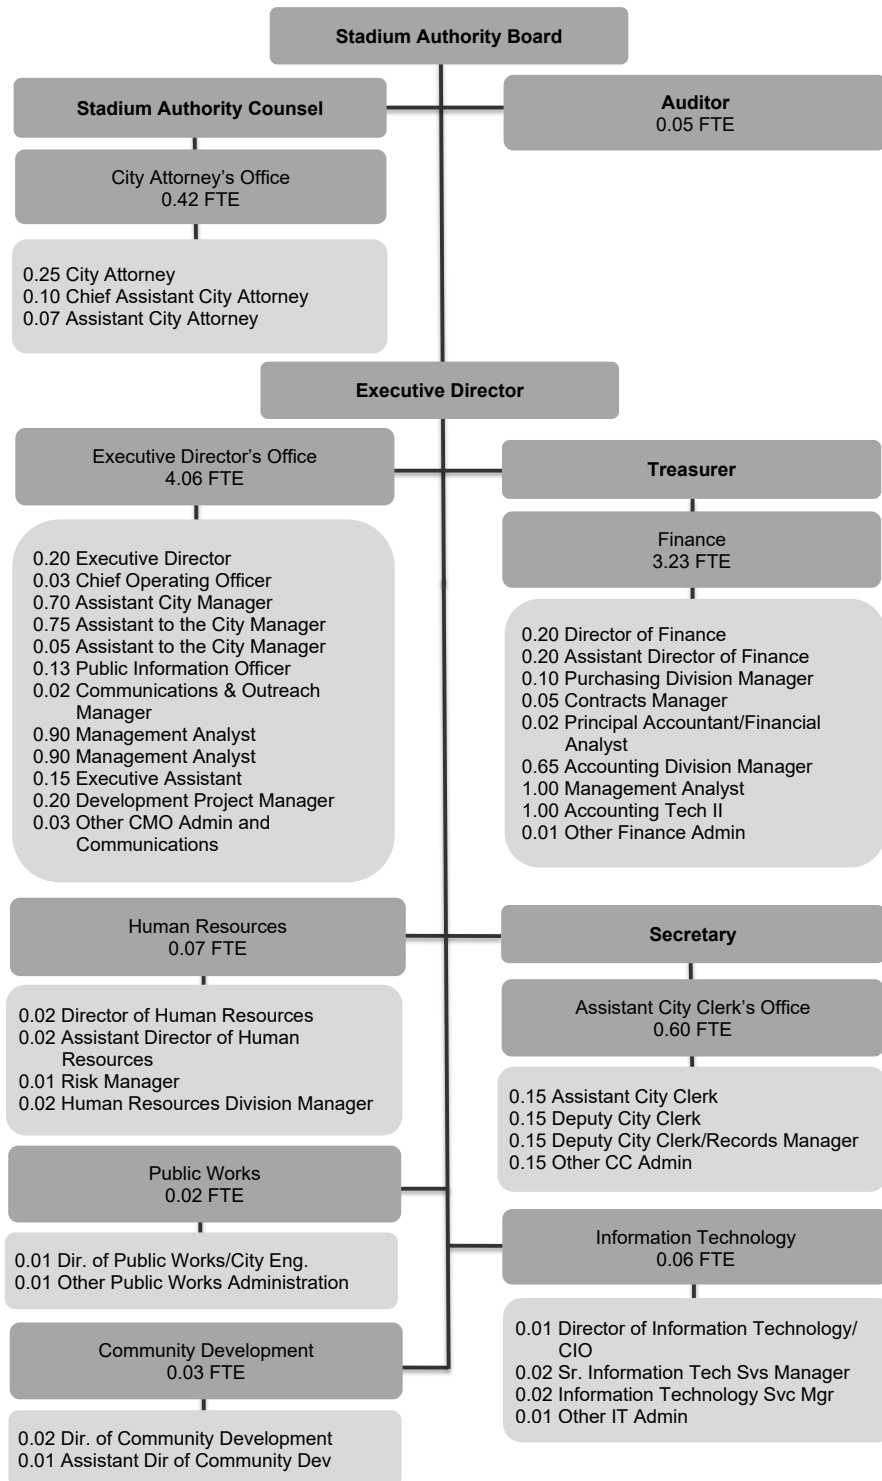 Stadium Authority Board
Stadium Authority Counsel
Auditor
0.05 FTE
City Attorney’s Office
0.42 FTE
0.25 City Attorney
0.10 Chief Assistant City Attorney
0.07 Assistant City Attorney
Executive Director
Executive Director’s Office
4.06 FTE
0.20 Executive Director
0.03 Chief Operating Officer
0.70 Assistant City Manager
0.75 Assistant to the City Manager
0.05 Assistant to the City Manager
0.13 Public Information Officer
0.02 Communications & Outreach
Manager
0.90 Management Analyst
0.90 Management Analyst
0.15 Executive Assistant
0.20 Development Project Manager
0.03 Other CMO Admin and
Communications
Treasurer
Finance
3.23 FTE
0.20 Director of Finance
0.20 Assistant Director of Finance
0.10 Purchasing Division Manager
0.05 Contracts Manager
0.02 Principal Accountant/Financial
Analyst
0.65 Accounting Division Manager
1.00 Management Analyst
1.00 Accounting Tech II
0.01 Other Finance Admin
Human Resources
0.07 FTE
0.02 Director of Human Resources
0.02 Assistant Director of Human
Resources
0.01 Risk Manager
0.02 Human Resources Division Manager
Secretary
Assistant City Clerk’s Office
0.60 FTE
0.15 Assistant City Clerk
0.15 Deputy City Clerk
0.15 Deputy City Clerk/Records Manager
0.15 Other CC Admin
Public Works
0.02 FTE
0.01 Dir. of Public Works/City Eng.
0.01 Other Public Works Administration
Information Technology
0.06 FTE
0.01 Director of Information Technology/
CIO
0.02 Sr. Information Tech Svs Manager
0.02 Information Technology Svc Mgr
0.01 Other IT Admin
Community Development
0.03 FTE
0.02 Dir. of Community Development
0.01 Assistant Dir of Community Dev